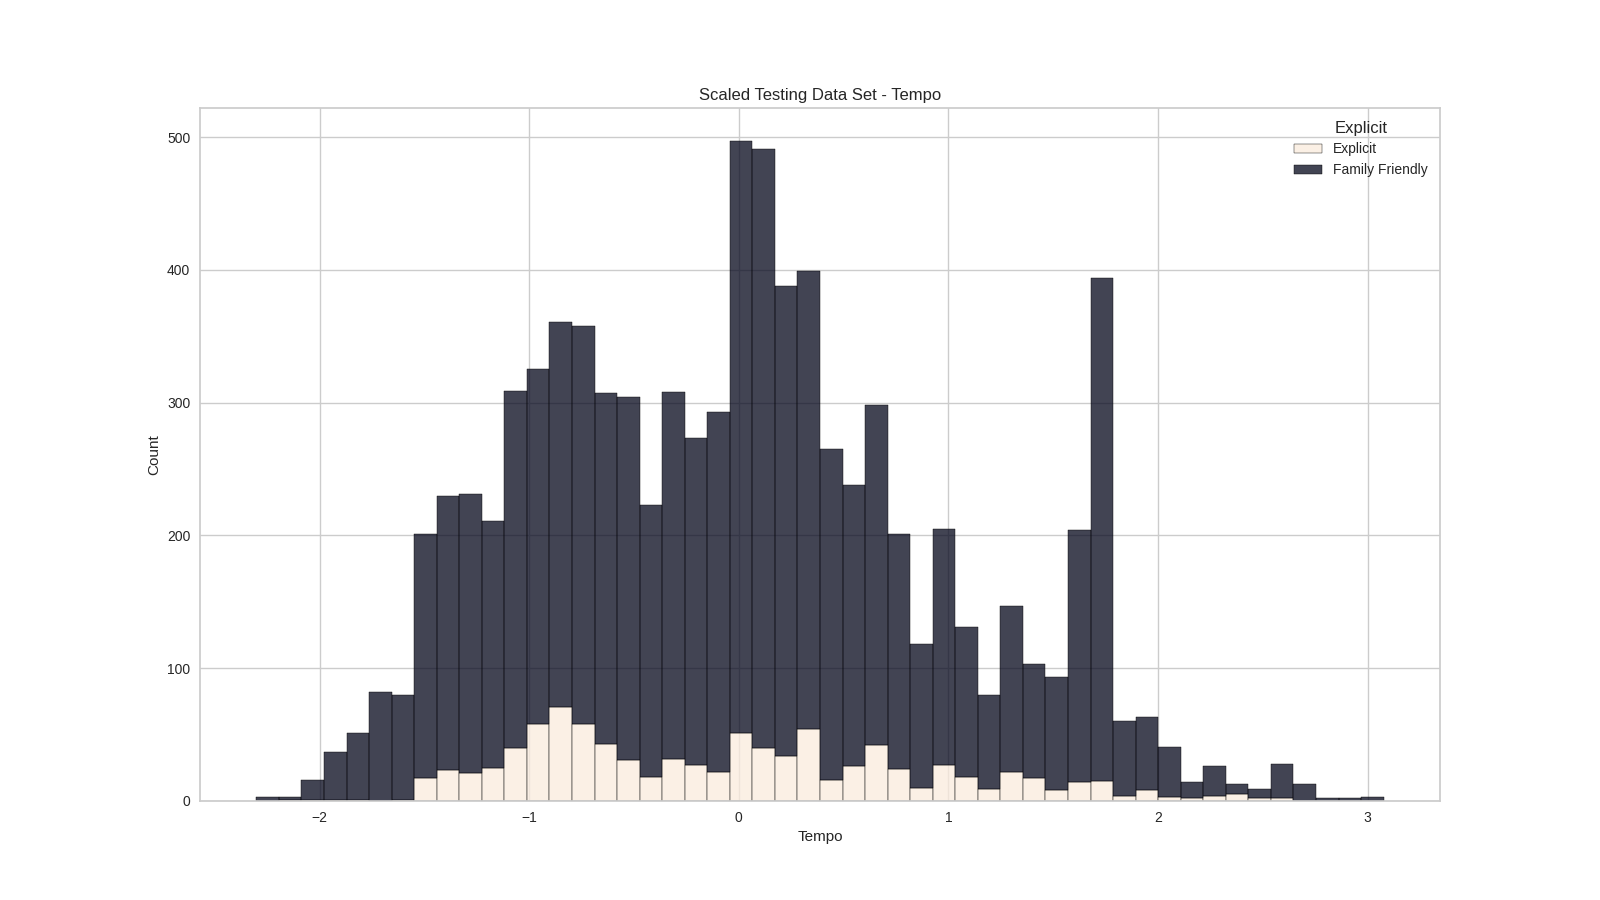 Scaled Testing Data Set - Tempo
Explicit
Explicit
Family Friendly
500
400
300
200
100
0
Count
−2
−1
0
1
2
3
Tempo